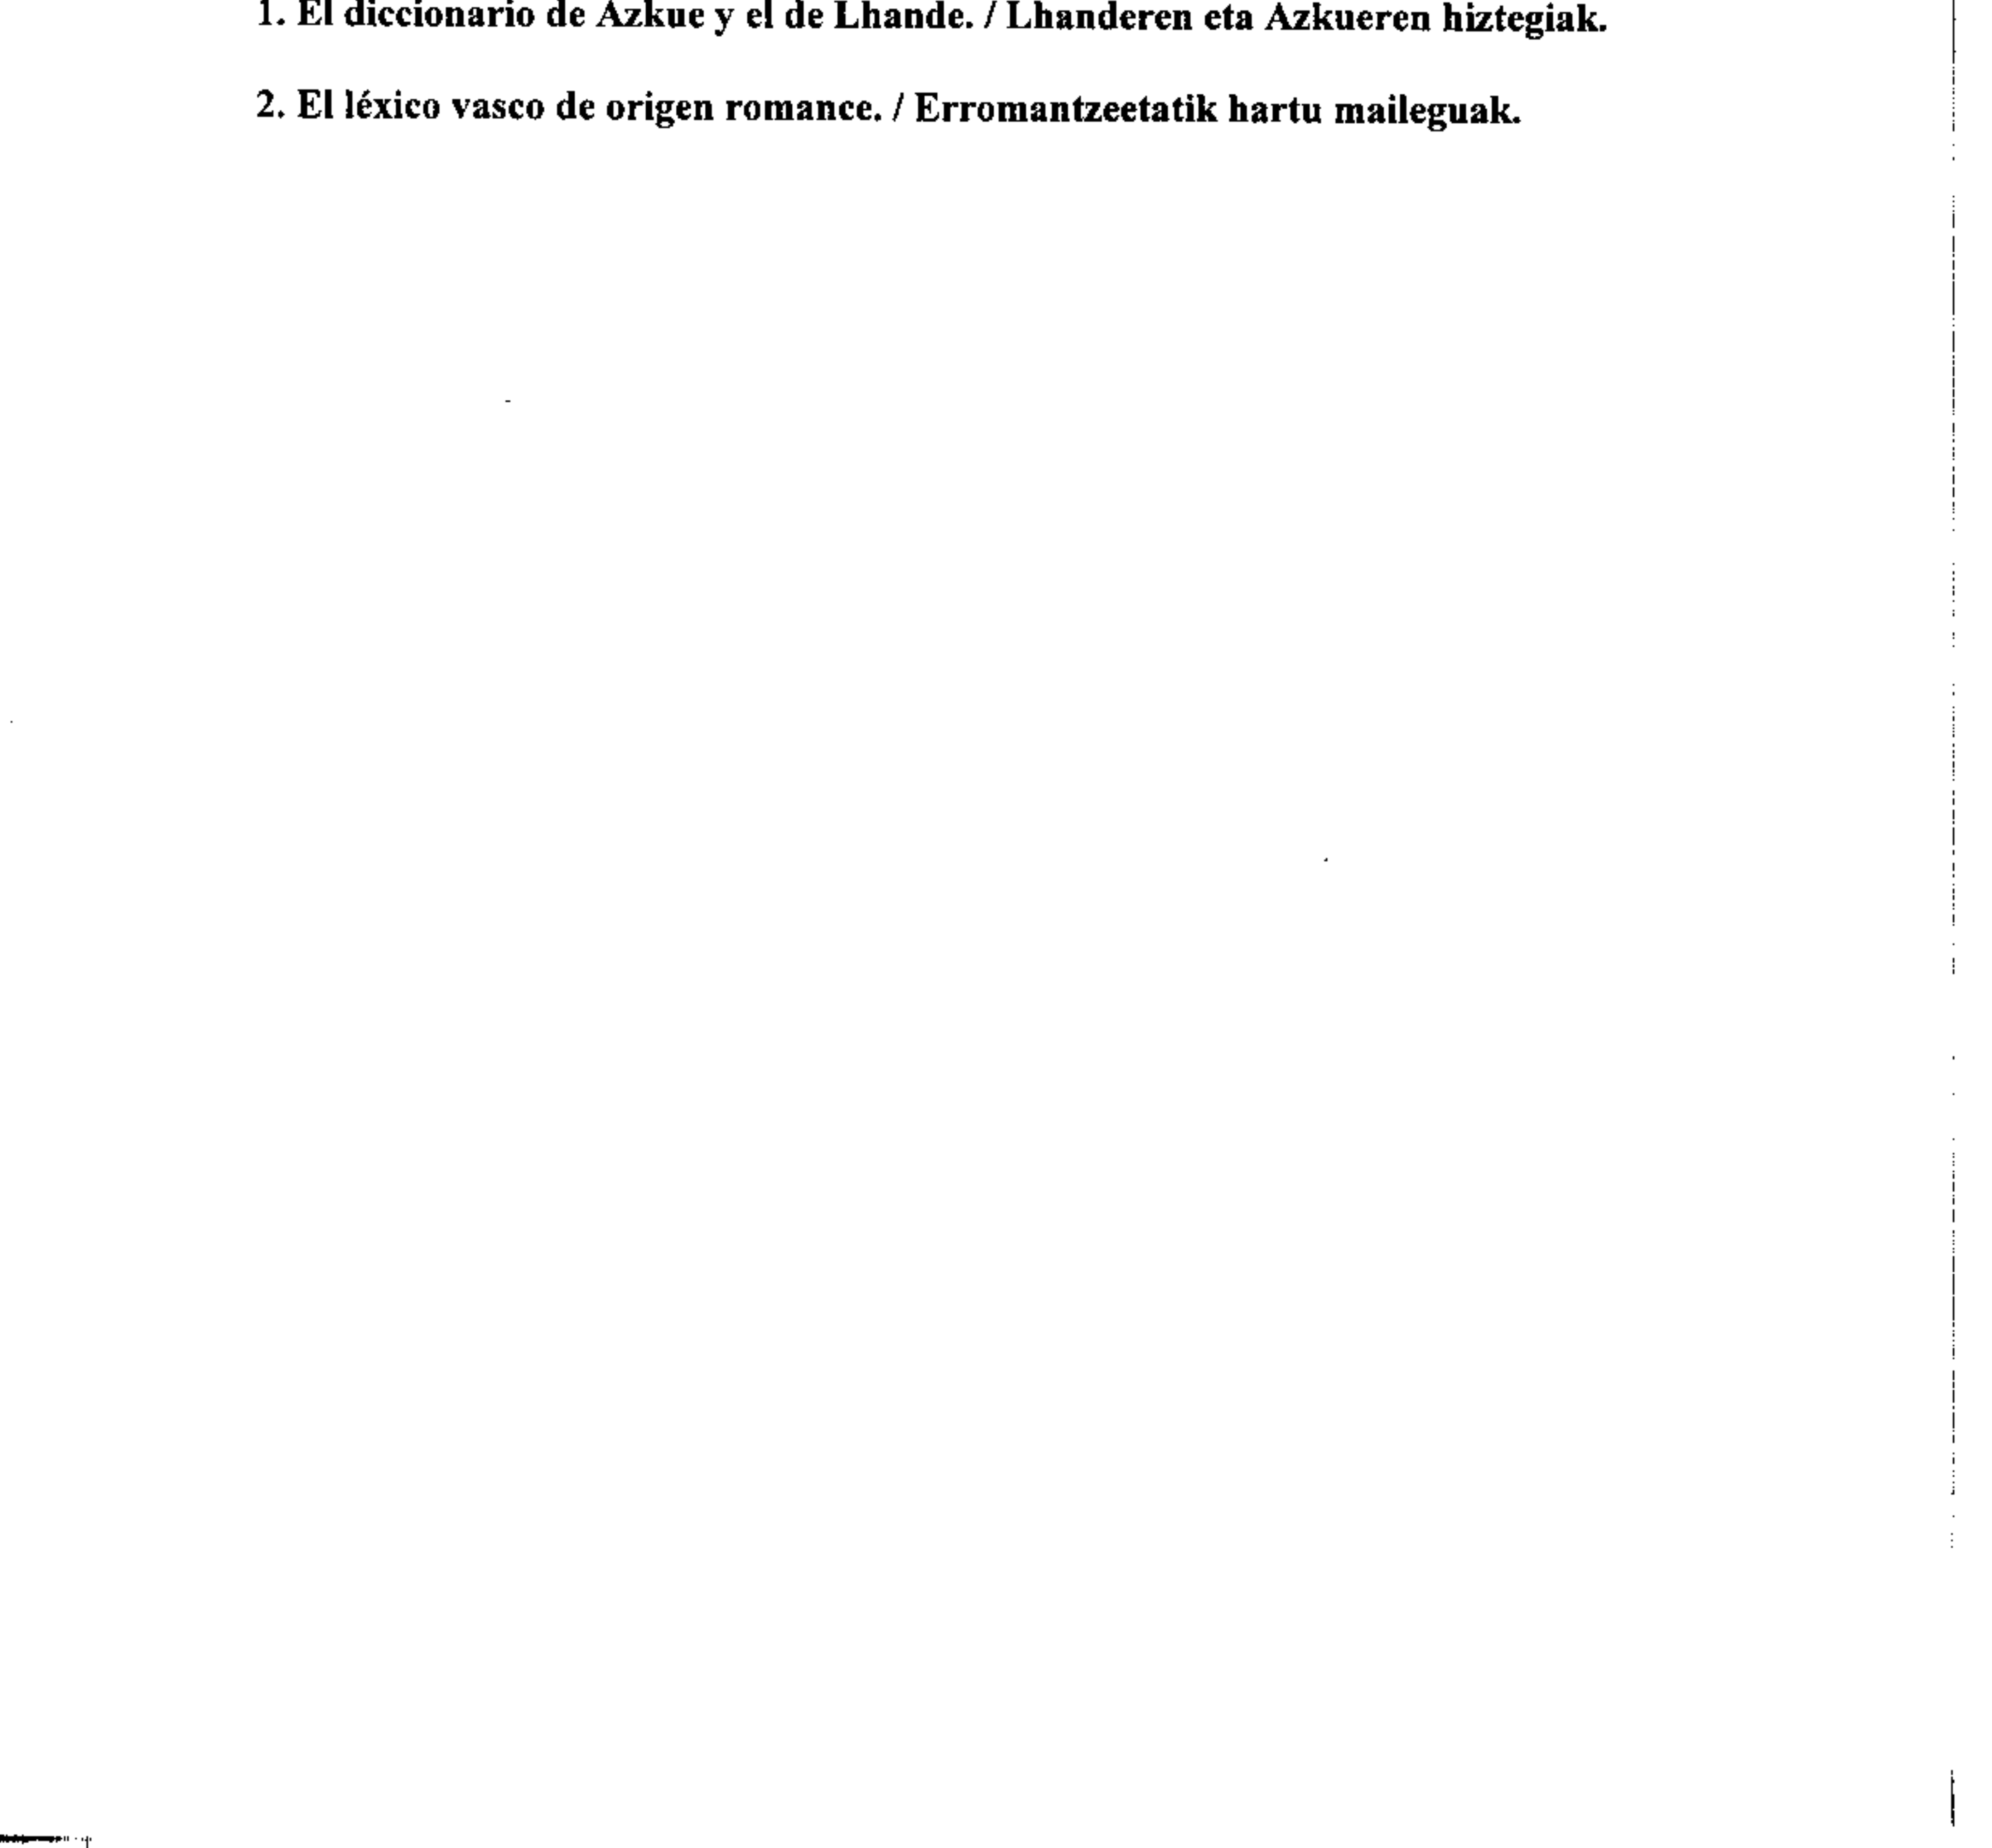 1. El diccionario de Azkue y el de Lhande. / Lhanderen eta Azkueren hiztegiak.
2. El léxico vasco de origen romance. / Erromantzeetatik hartu maileguak.